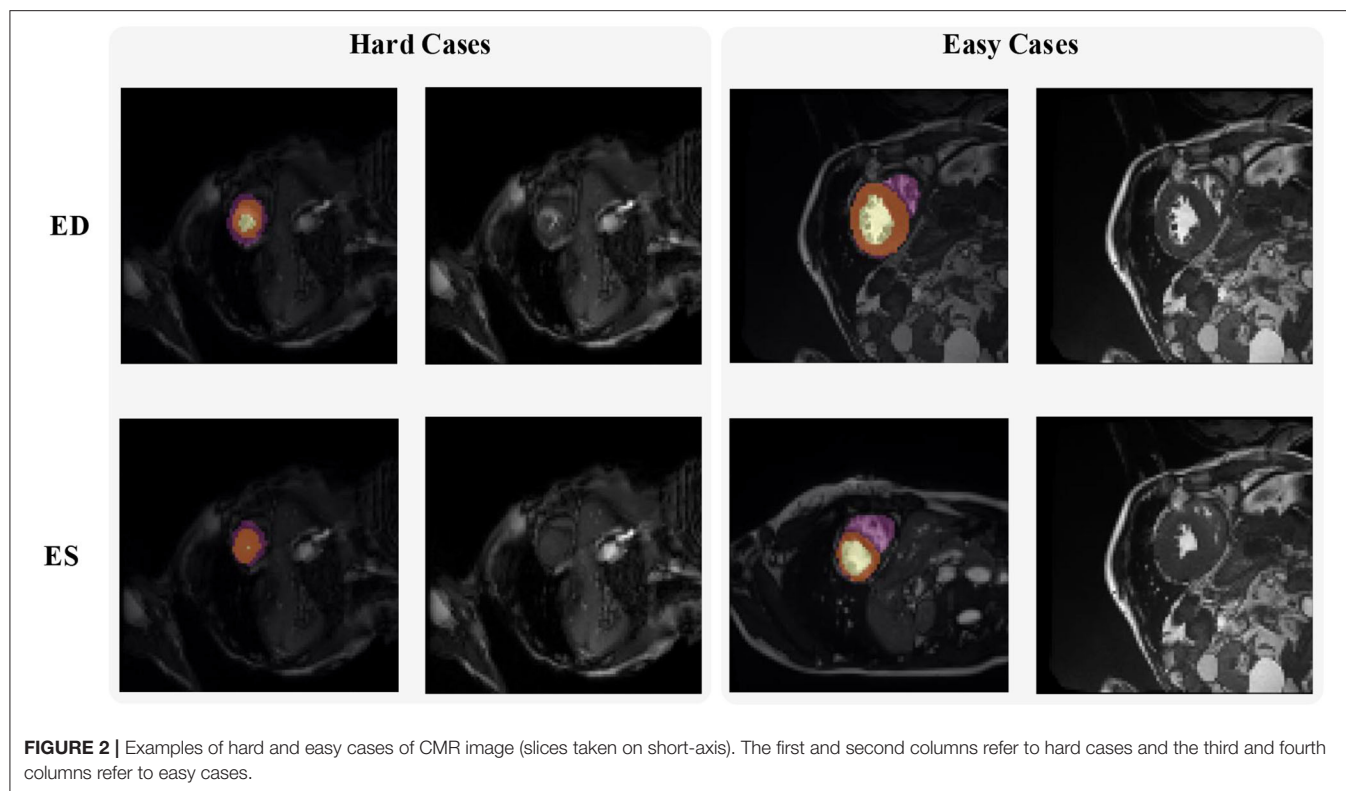 Hard Cases
Easy Cases
ED
ES
FIGURE 2 | Examples of hard and easy cases of CMR image (slices taken on short-axis). The first and second columns refer to hard cases and the third and fourth
columns refer to easy cases.